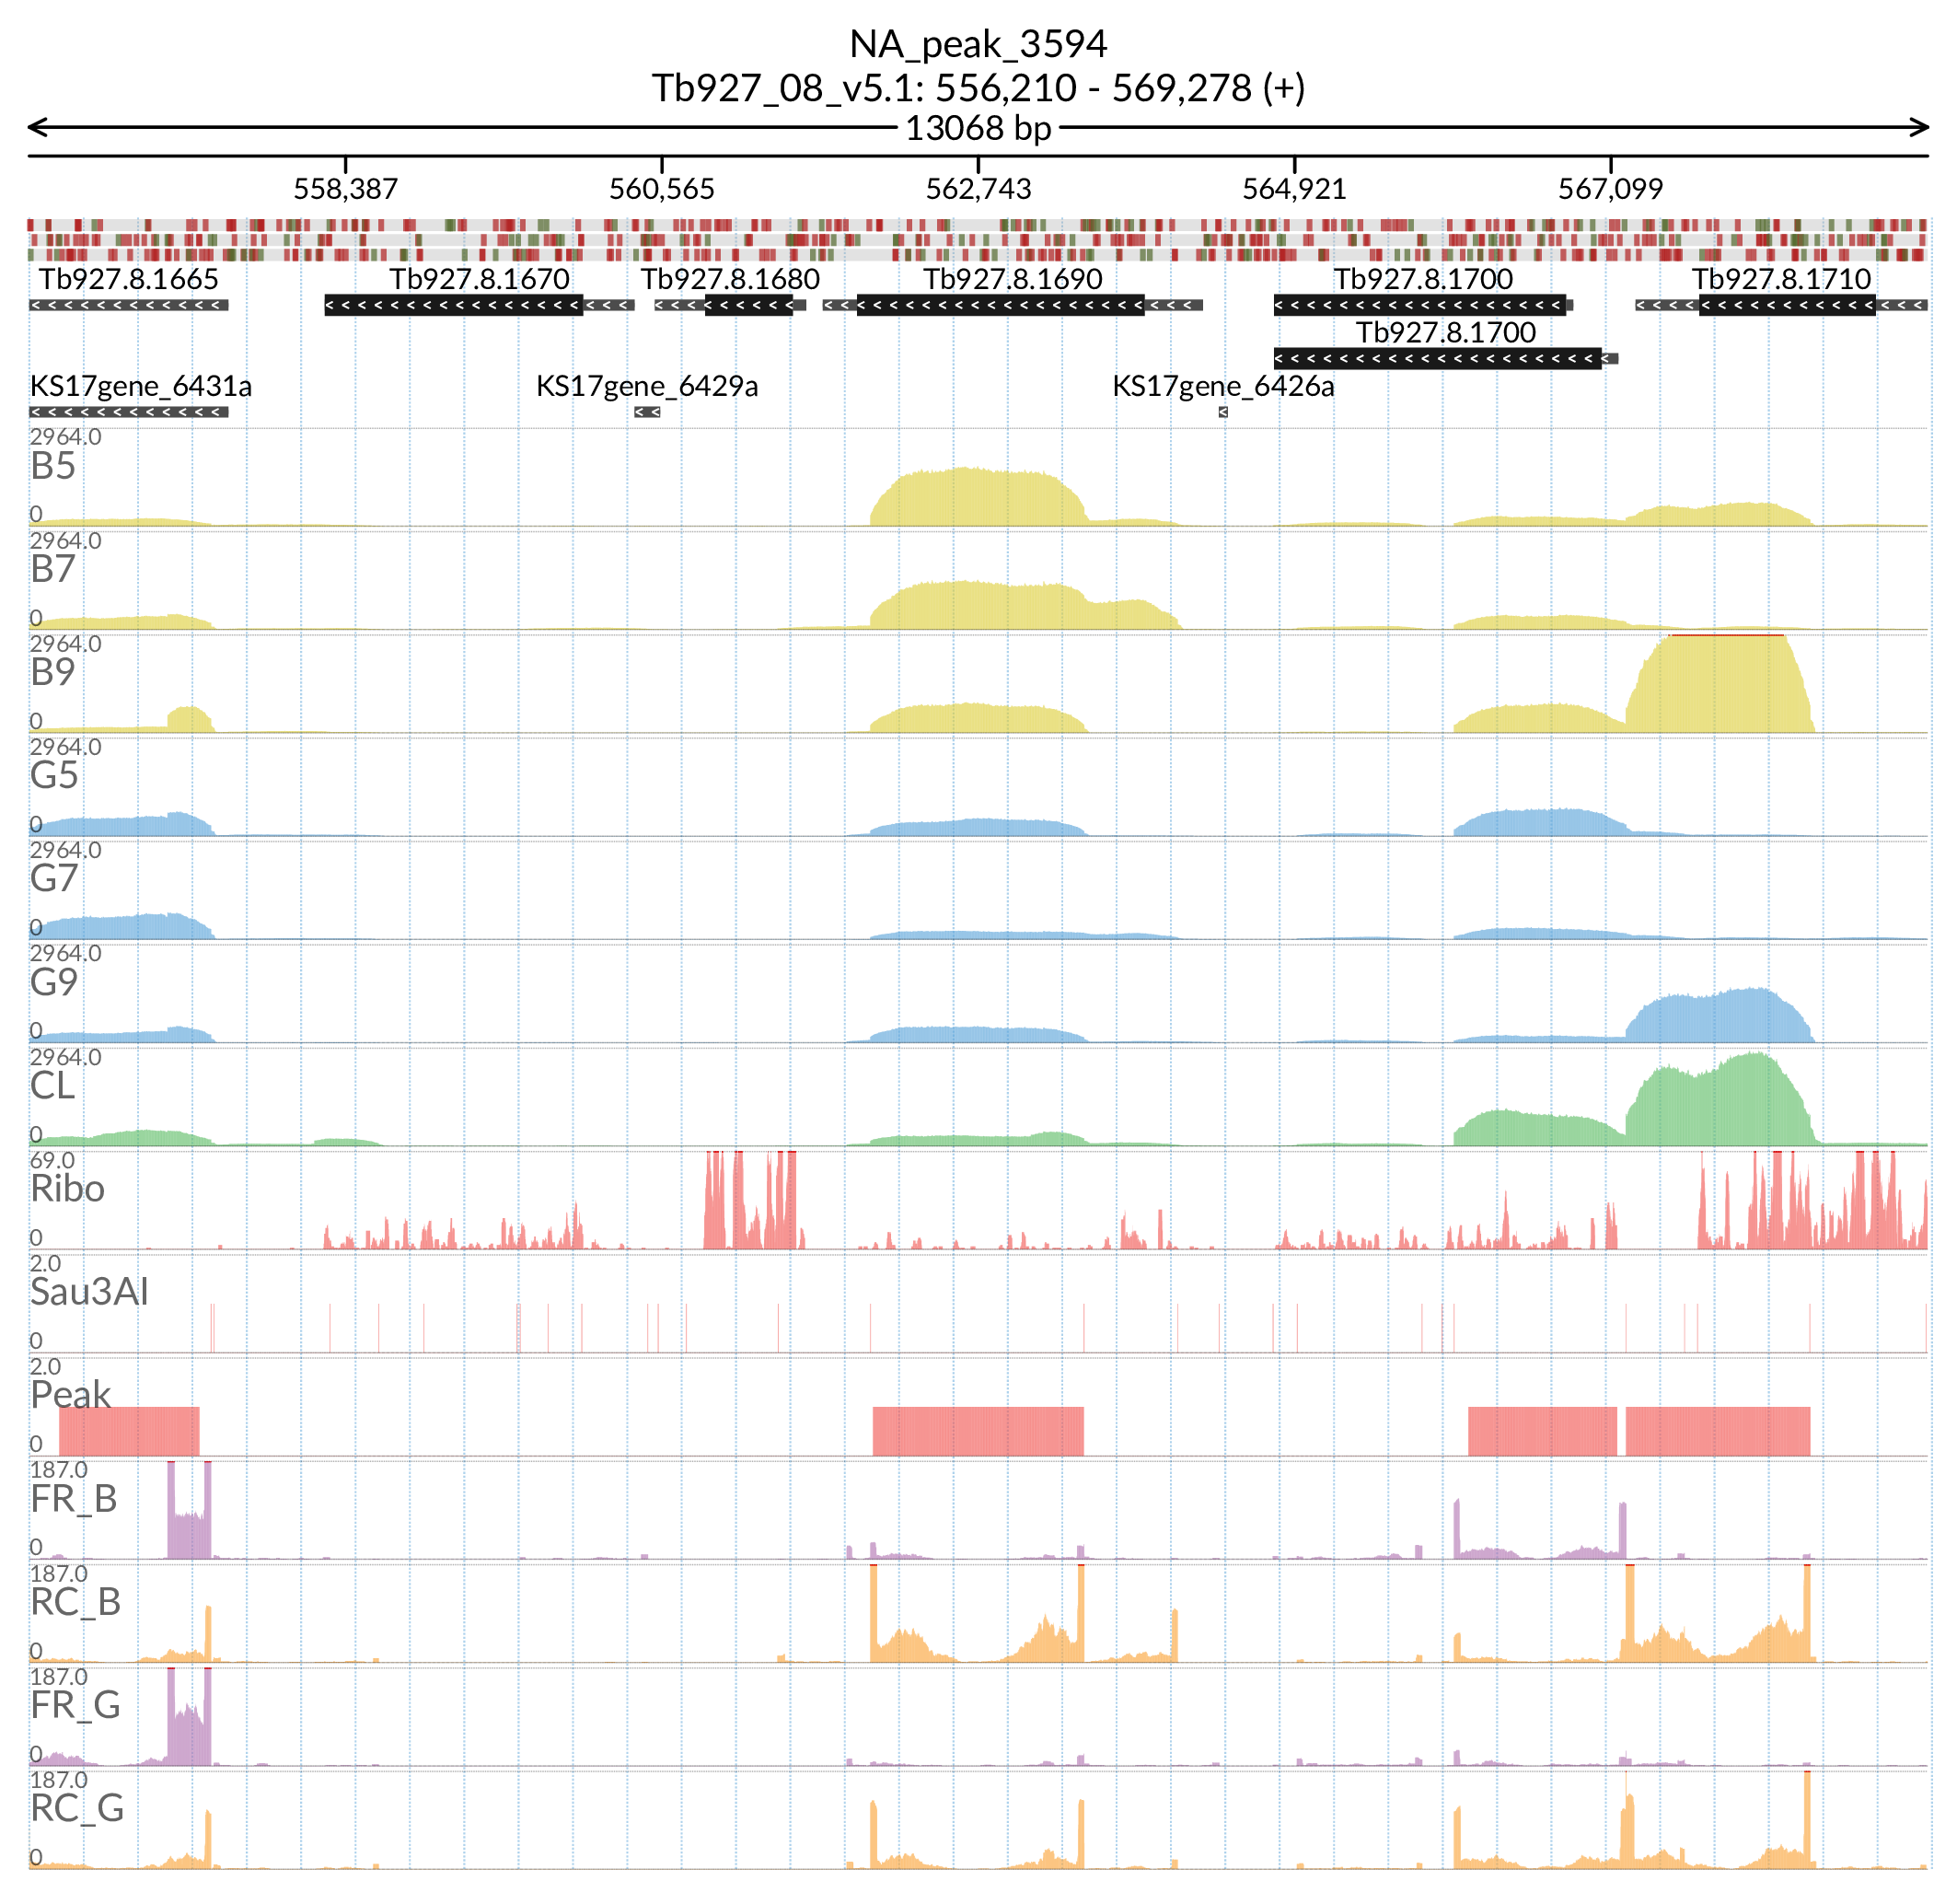 NA_peak_3594
Tb927_08_v5.1: 556,210 - 569,278 (+)
13068 bp
558,387 560,565 562,743 564,921 567,099
Tb927.8.1665 Tb927.8.1670 Tb927.8.1680 Tb927.8.1690 Tb927.8.1700 Tb927.8.1710
Tb927.8.1700
KS17gene_6431a KS17gene_6429a KS17gene_6426a
2964.0
B5
0
2964.0
B7
0
2964.0
B9
0
2964.0
G5
0
2964.0
G7
0
2964.0
G9
0
2964.0
CL
0
69.0
Ribo
0
2.0
Sau3AI
0
2.0
Peak
0
187.0
FR_B
0
187.0
RC_B
0
187.0
FR_G
0
187.0
RC_G
0